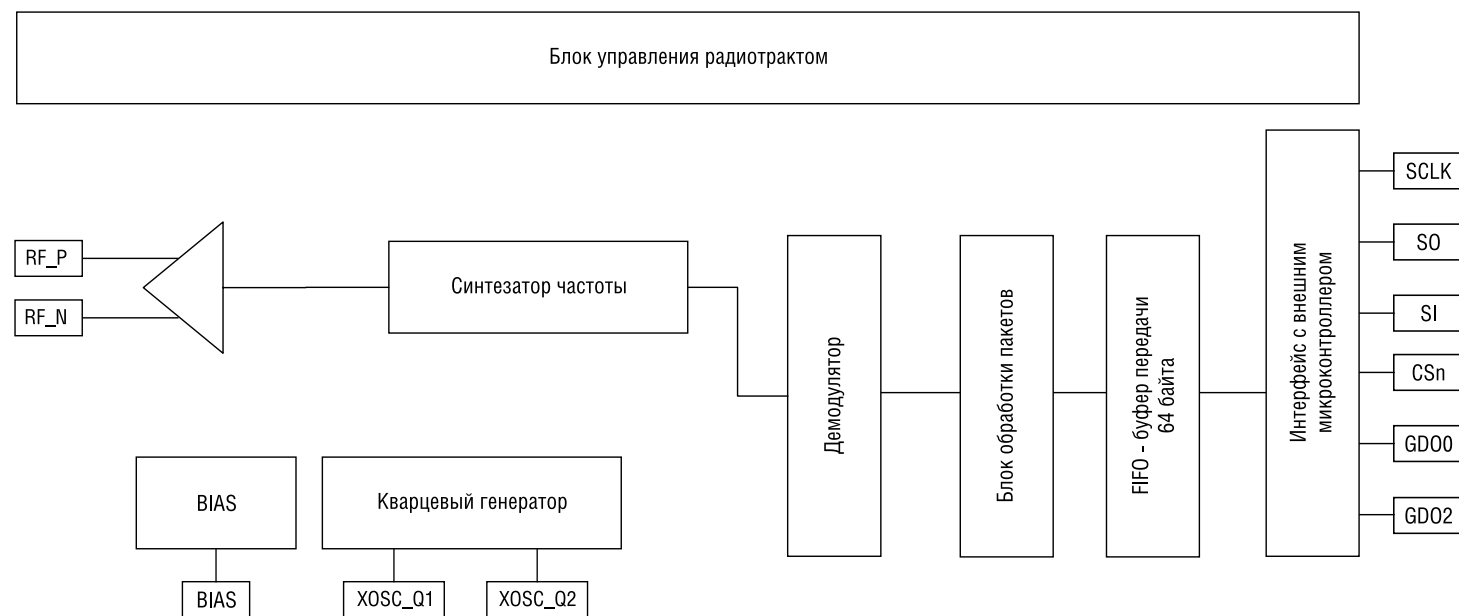 Блок управления радиотрактом
RF_P
RF_N
Синтезатор частоты
Демодулятор
Блок обработки пакетов
FIFO - буфер передачи
64 байта
Интерфейс с внешним
микроконтроллером
SCLK
SO
SI
CSn
GDO0
GDO2
BIAS
Кварцевый генератор
BIAS
XOSC_Q1
XOSC_Q2